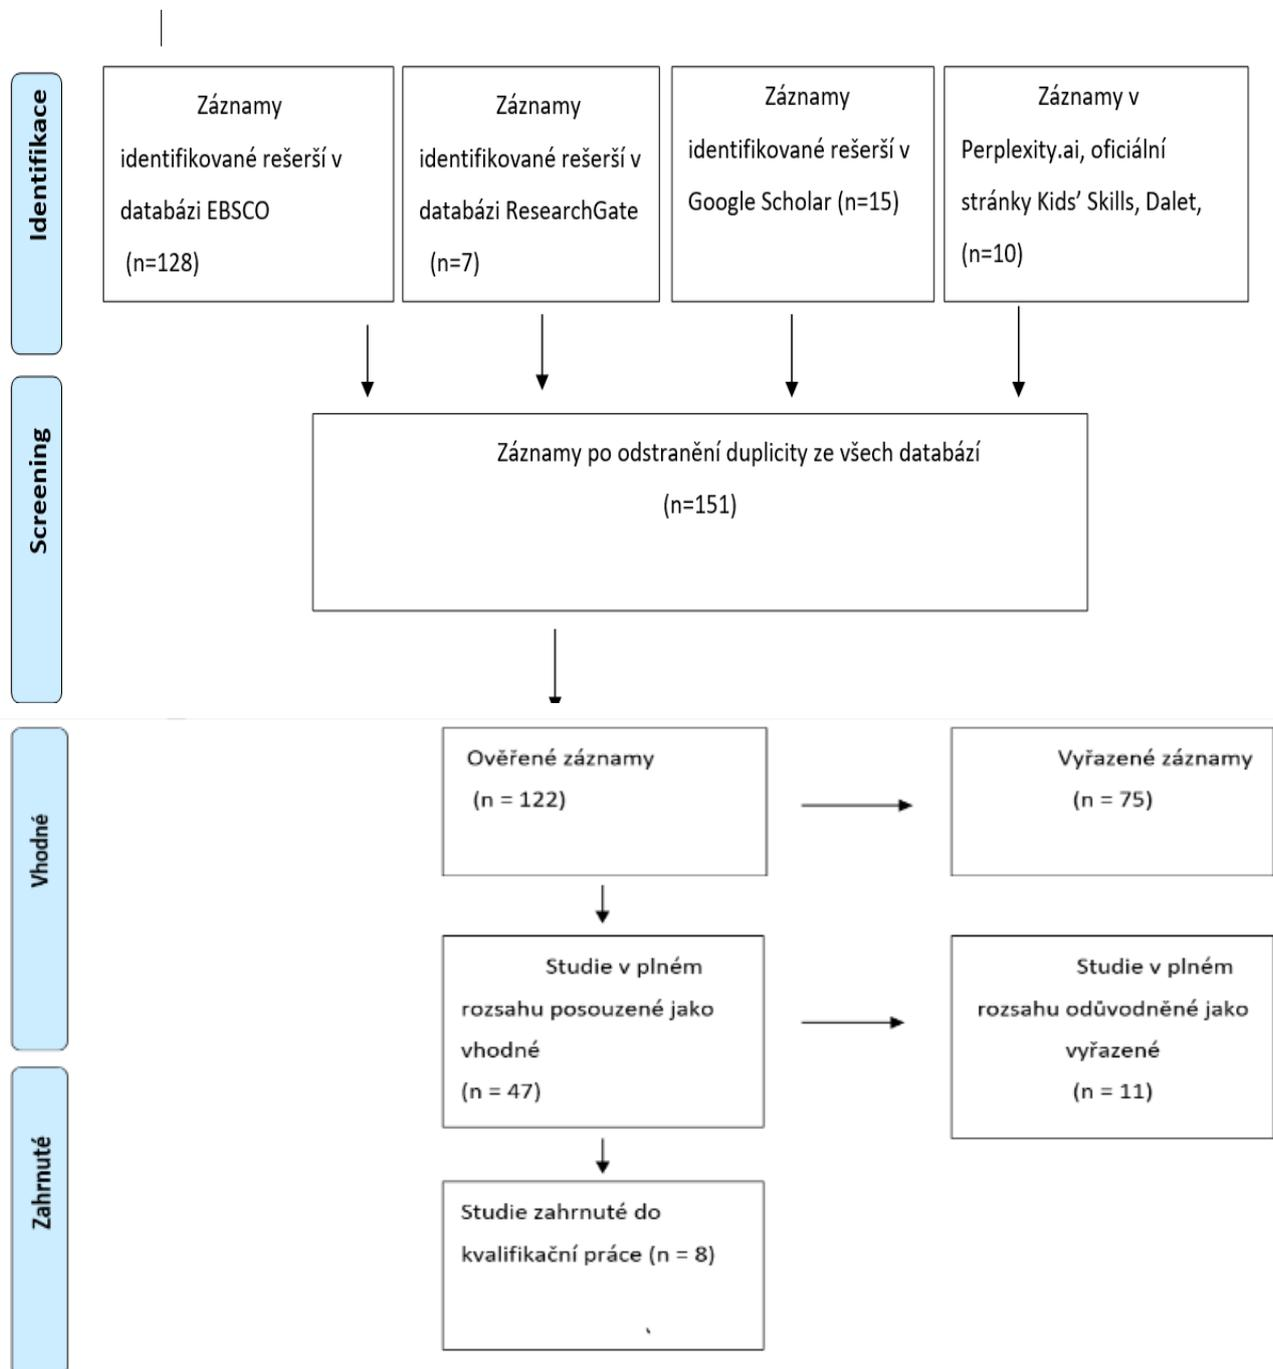 Identifikace
Záznamy
identifikované rešerší v
databázi EBSCO
(n=128)
Záznamy
identifikované rešerší v
databázi ResearchGate
(n=7)
Záznamy
identifikované rešerší v
Google Scholar (n=15)
Záznamy v
Perplexity.ai, oficiální
stránky Kids’ Skills, Dalet,
(n=10)
Screening
Záznamy po odstranění duplicity ze všech databází
(n=151)
Vhodné
Ověřené záznamy
(n = 122)
Vyřazené záznamy
(n = 75)
Studie v plném
rozsahu posouzené jako
vhodné
(n = 47)
Studie v plném
rozsahu odůvodněné jako
vyřazené
(n = 11)
Zahrnuté
Studie zahrnuté do
kvalifikační práce (n = 8)